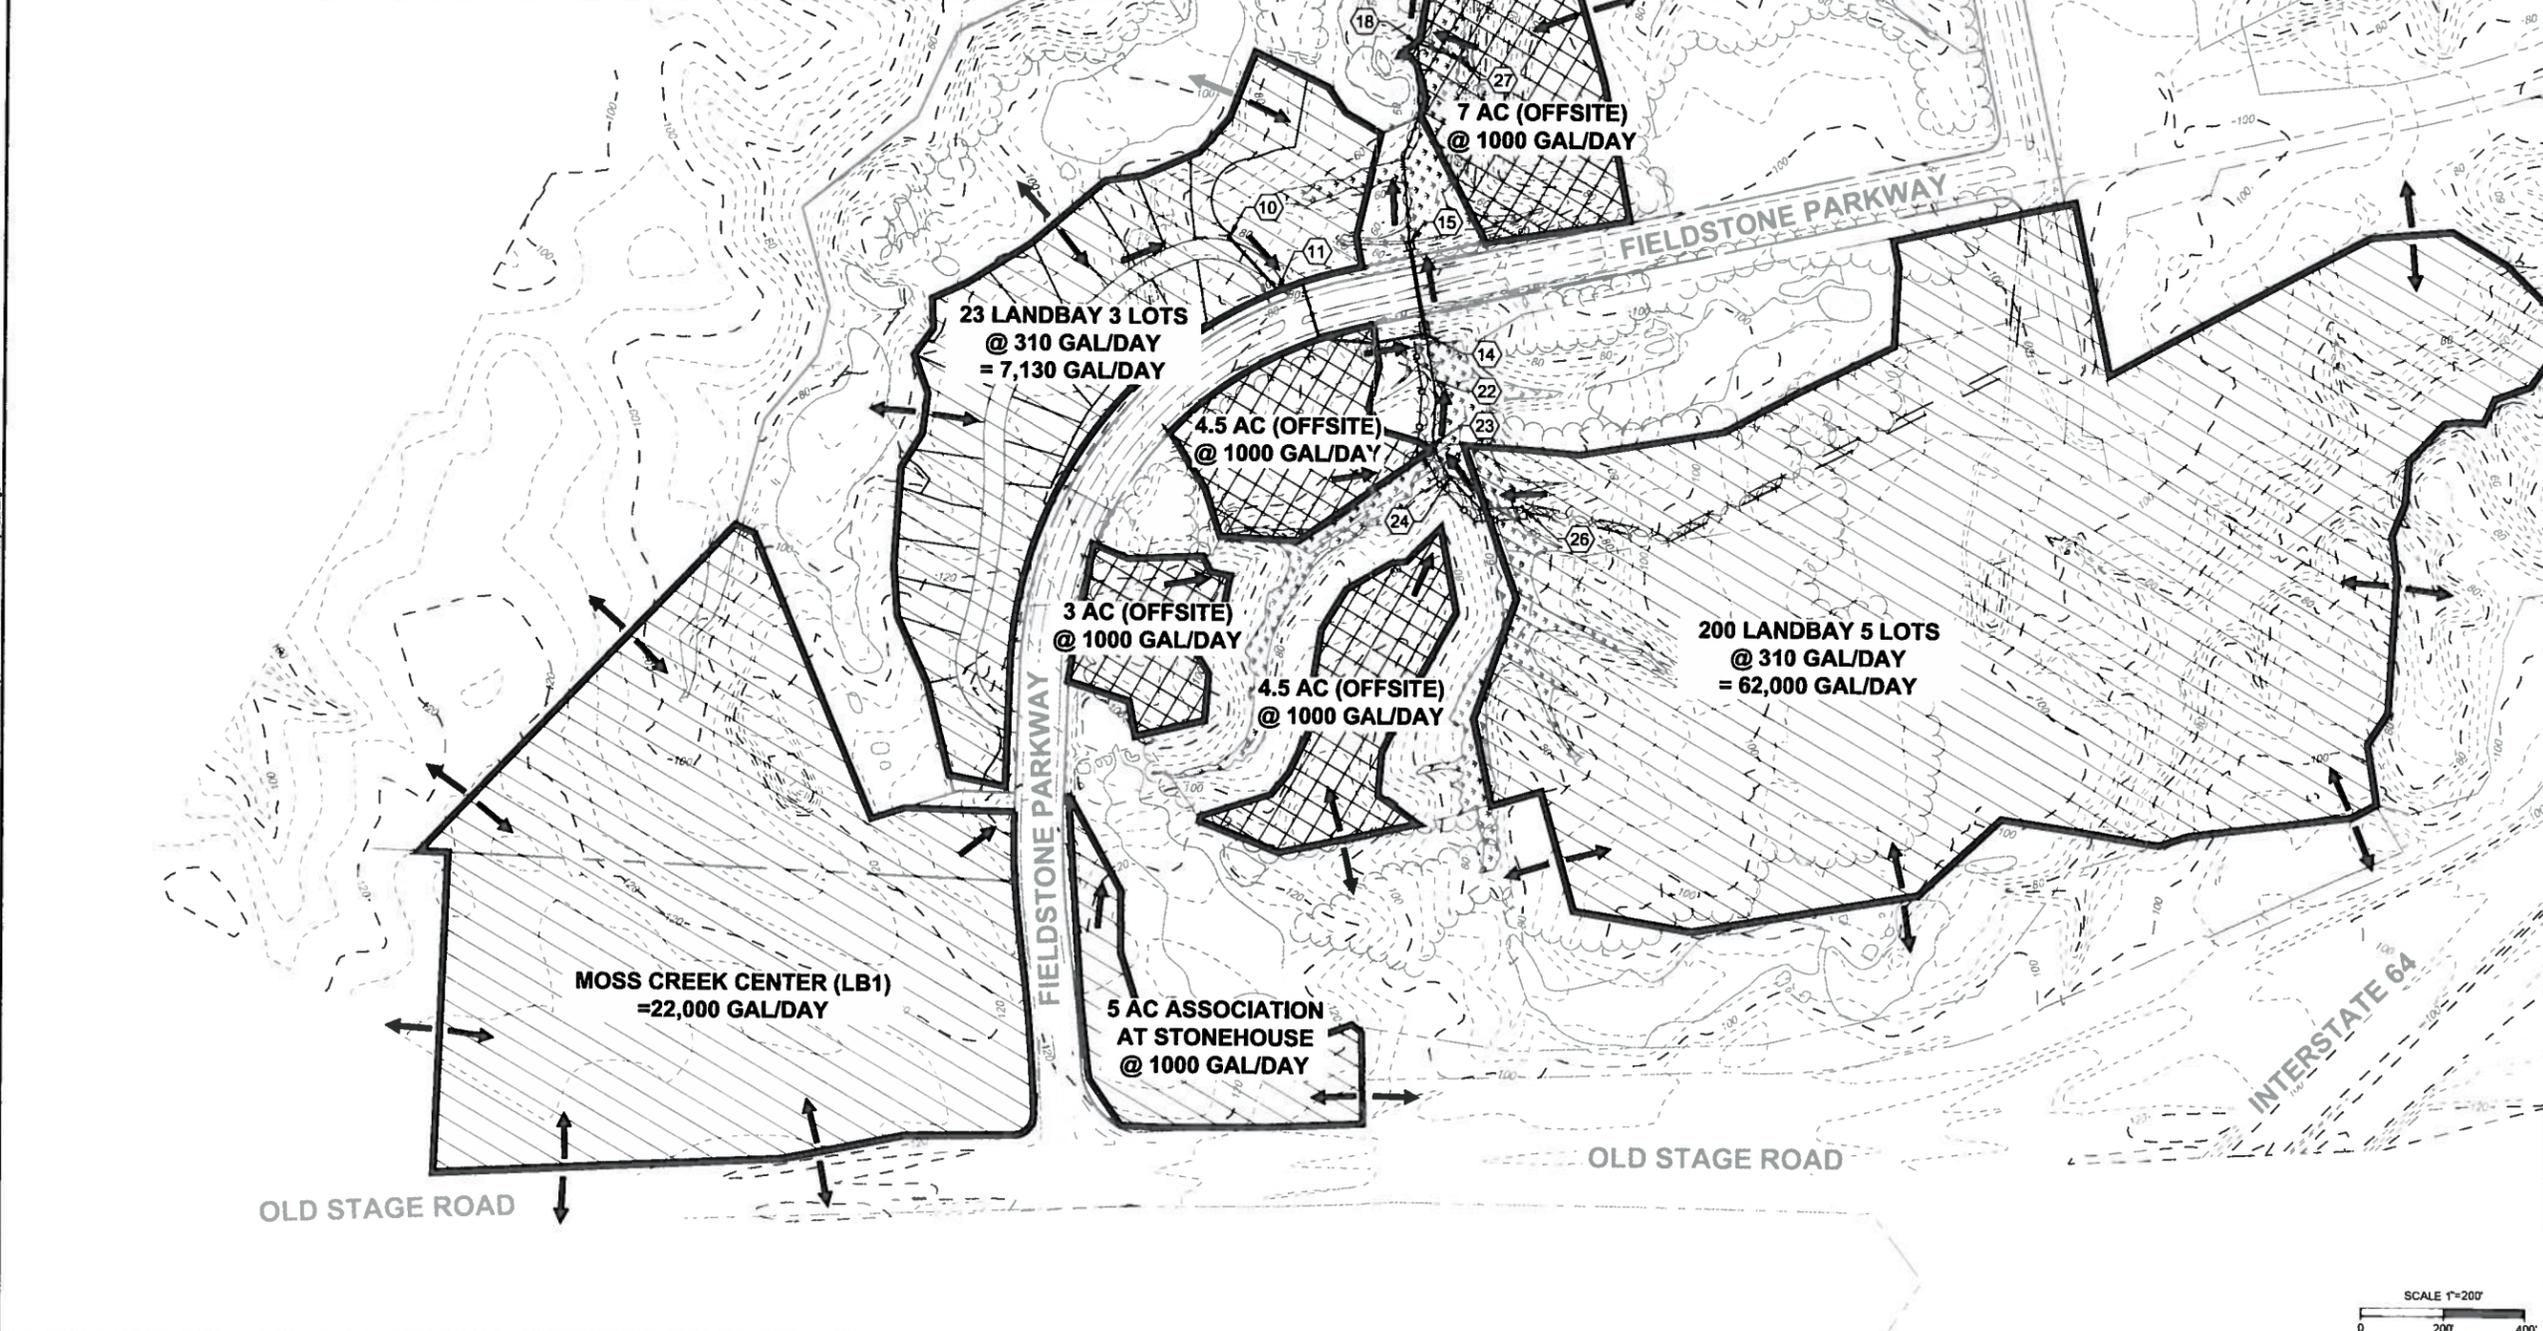 18
27
7 AC (OFFSITE)
@ 1000 GAL/DAY
10
15
11
FIELDSTONE PARKWAY
23 LANDBAY 3 LOTS
@ 310 GAL/DAY
= 7,130 GAL/DAY
14
22
23
4.5 AC (OFFSITE)
@ 1000 GAL/DAY
24
26
3 AC (OFFSITE)
@ 1000 GAL/DAY
200 LANDBAY 5 LOTS
@ 310 GAL/DAY
= 62,000 GAL/DAY
4.5 AC (OFFSITE)
@ 1000 GAL/DAY
FIELDSTONE PARKWAY
MOSS CREEK CENTER (LB1)
=22,000 GAL/DAY
5 AC ASSOCIATION
AT STONEHOUSE
@ 1000 GAL/DAY
INTERSTATE 64
OLD STAGE ROAD
OLD STAGE ROAD
SCALE 1"=200'
0 200' 400'